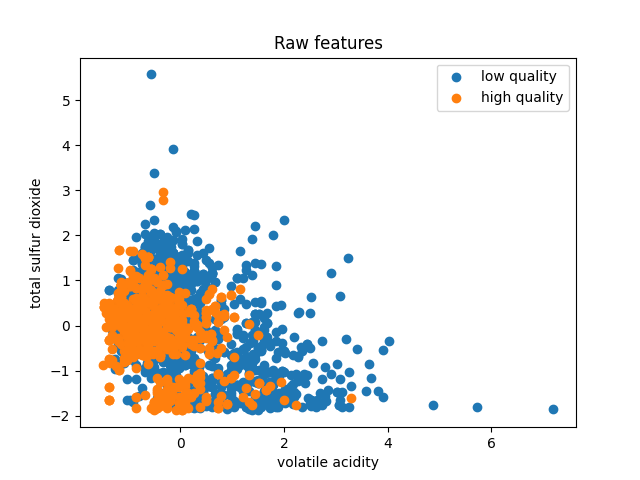 Raw features
low quality
high quality
total sulfur dioxide
5
4
3
2
1
0
−1
−2
0
2
4
6
volatile acidity